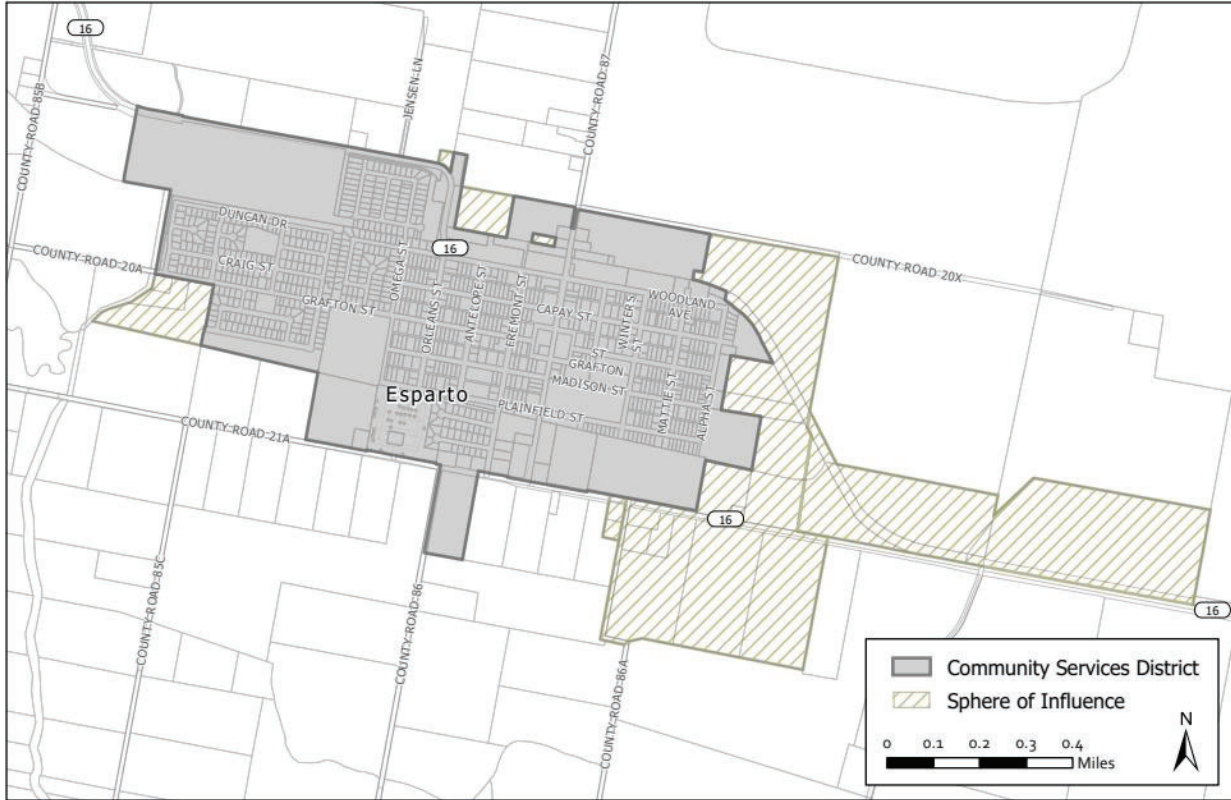 16
COUNTY ROAD 85B
JENSEN LN
COUNTY ROAD 87
DUNCAN DR
CRAIG ST
COUNTY ROAD 20A
GRAFTON ST
OMEGA ST
ORLEANS ST
16
ANTELOPE ST
FREMONT ST
CAPAY ST
WINTERS
ST
WOODLAND
AVE
COUNTY ROAD 20X
ST
GRAFTON
MADISON ST
Esparto
PLAINFIELD ST
MATTIE ST
ALPHA ST
COUNTY ROAD 21A
16
COUNTY ROAD 85C
COUNTY ROAD 86
COUNTY ROAD 86A
16
Community Services District
Sphere of Influence
N
0 0.1 0.2 0.3 0.4
Miles